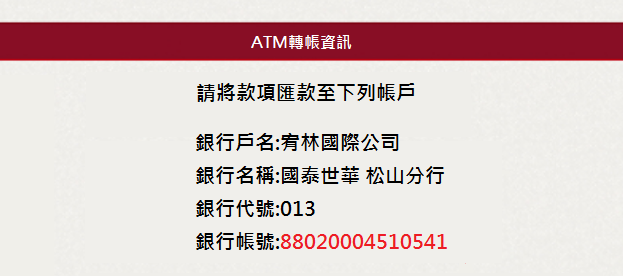 ATM轉帳資訊
請將款項匯款至下列帳戶
銀行戶名:宥林國際公司
銀行名稱:國泰世華 松山分行
銀行代號:013
銀行帳號:88020004510541